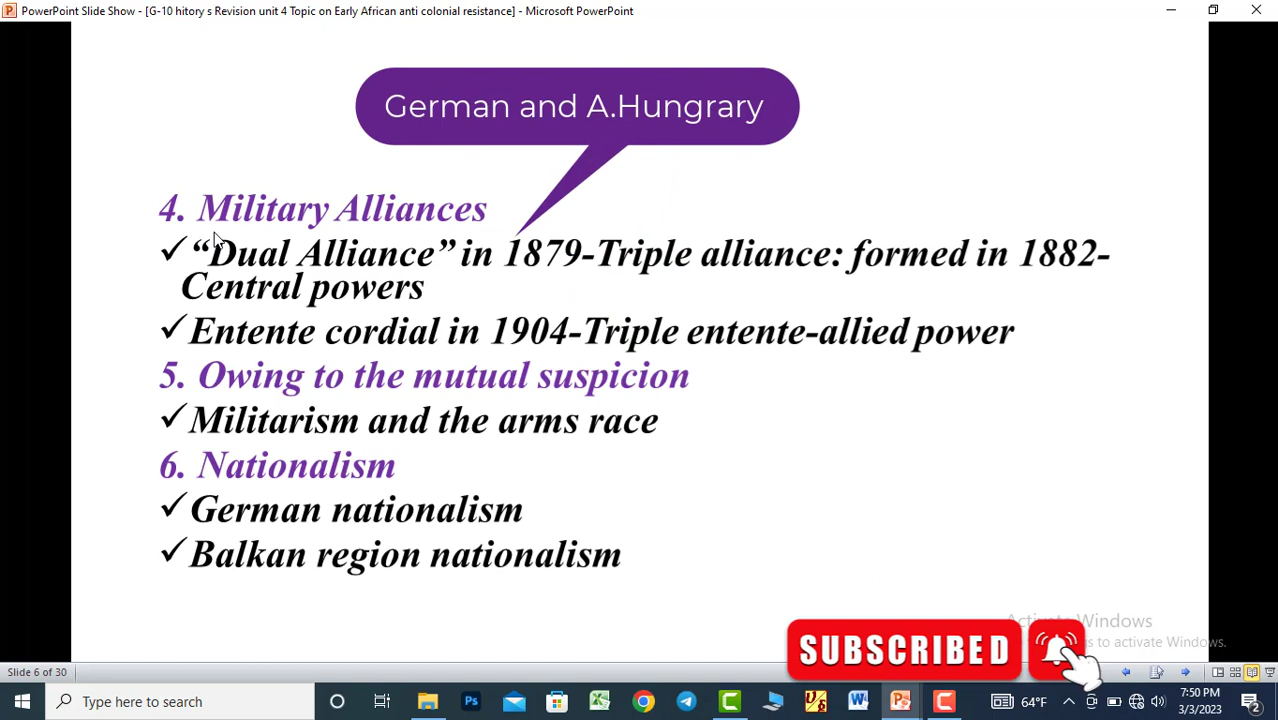 PowerPoint Slide Show - [G-10 hitory s Revision unit 4 Topic on Early African anti colonial resistance] - Microsoft PowerPoint
German and A.Hungrary
4. Military Alliances
✓“Dual Alliance” in 1879-Triple alliance: formed in 1882-
Central powers
✓Entente cordial in 1904-Triple entente-allied power
5. Owing to the mutual suspicion
✓Militarism and the arms race
6. Nationalism
✓German nationalism
✓Balkan region nationalism
Activate Windows
to activate Windows.
SUBSCRIBED
Slide 6 of 30
Type here to search
64°F
7:50 PM
3/3/2023
2